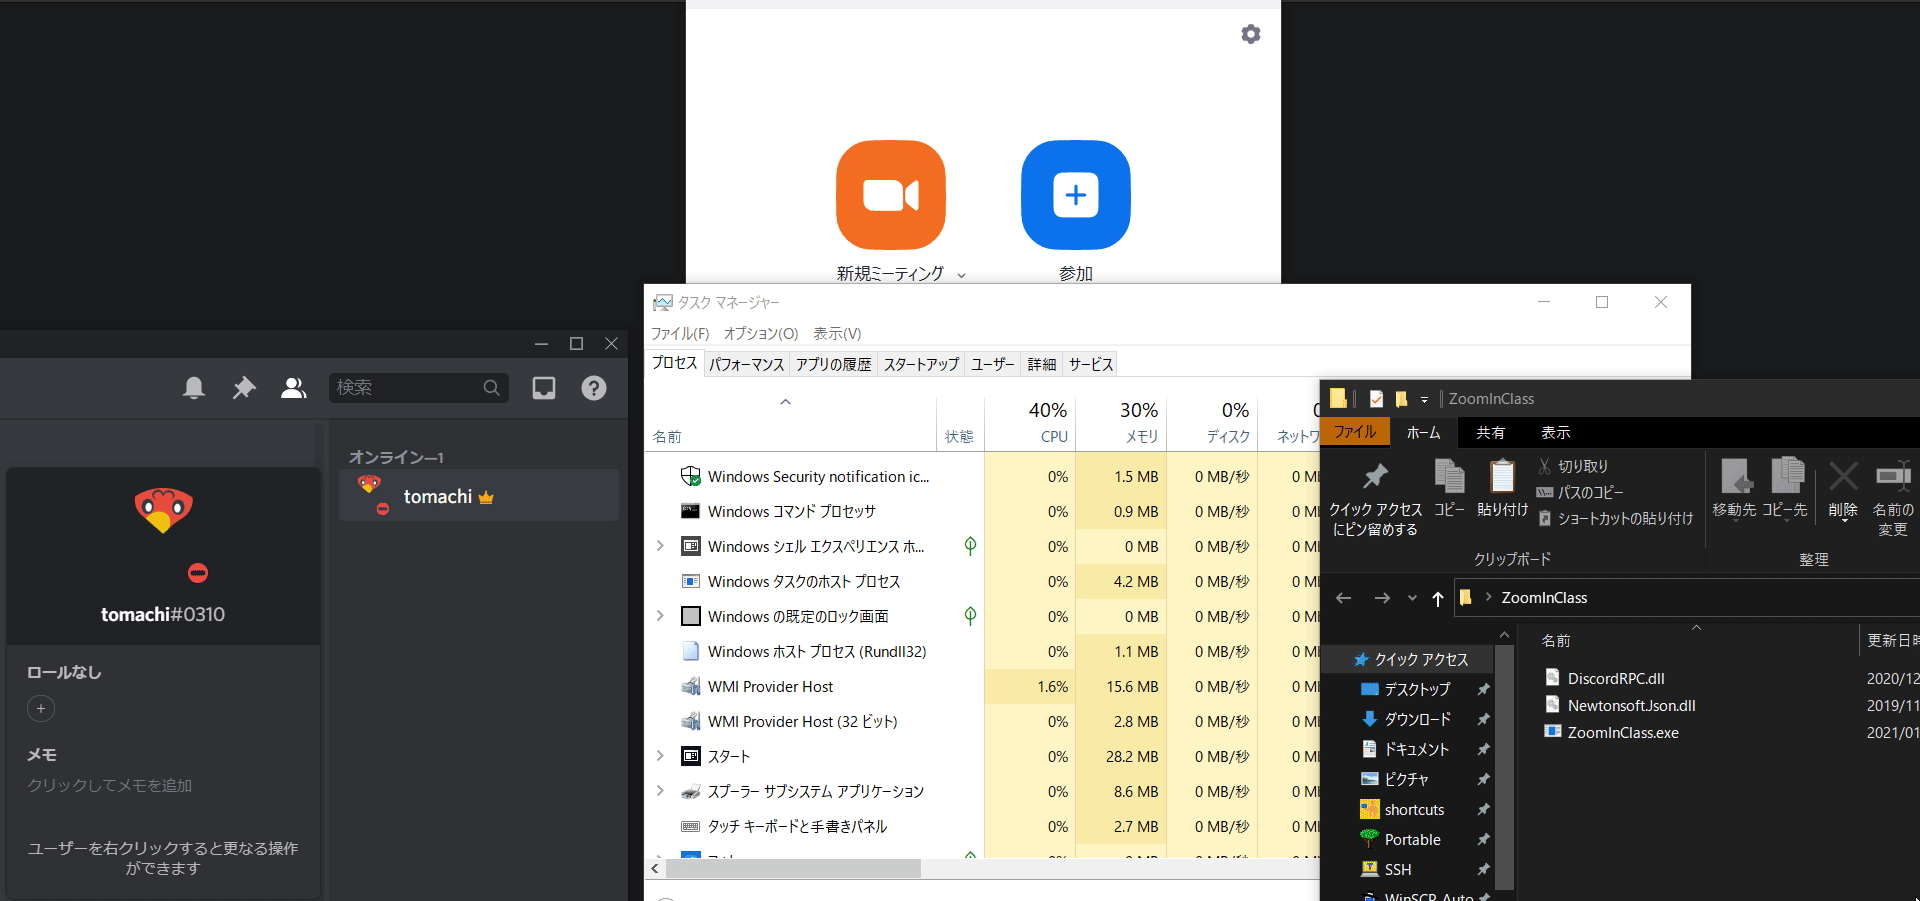 新規ミーティング
参加
検索
オンライン—1
tomachi
tomachi#0310
ロールなし
メモ
クリックしてメモを追加
ユーザーを右クリックすると更なる操作
ができます
タスク マネージャー
ファイル(F) オプション(O) 表示(V)
プロセス パフォーマンス アプリの履歴 スタートアップ ユーザー 詳細 サービス
40% 30% 0%
名前 状態 CPU メモリ ディスク ネットワ
Windows Security notification ic... 0% 1.5 MB 0 MB/秒 0 M
Windows コマンド プロセッサ 0% 0.9 MB 0 MB/秒 0 M
Windows シェル エクスペリエンス ホ... 0% 0 MB 0 MB/秒 0 M
Windows タスクのホスト プロセス 0% 4.2 MB 0 MB/秒 0 M
Windows の既定のロック画面 0% 0 MB 0 MB/秒 0 M
Windows ホスト プロセス (Rundll32) 0% 1.1 MB 0 MB/秒 0 M
WMI Provider Host 1.6% 15.6 MB 0 MB/秒 0 M
WMI Provider Host (32 ビット) 0% 2.8 MB 0 MB/秒 0 M
スタート 0% 28.2 MB 0 MB/秒 0 M
スプーラー サブシステム アプリケーション 0% 8.6 MB 0 MB/秒 0 M
タッチ キーボードと手書きパネル 0% 2.7 MB 0 MB/秒 0 M
ZoomInClass
ファイル ホーム 共有 表示
クイック アクセス
にピン留めする
コピー
貼り付け
切り取り
パスのコピー
ショートカットの貼り付け
クリップボード
移動先 コピー先
削除
名前の
変更
整理
ZoomInClass
名前 更新日時
クイック アクセス
デスクトップ
ダウンロード
ドキュメント
ピクチャ
shortcuts
Portable
SSH
WinSCP Auto
DiscordRPC.dll 2020/12
Newtonsoft.Json.dll 2019/11
ZoomInClass.exe 2021/01